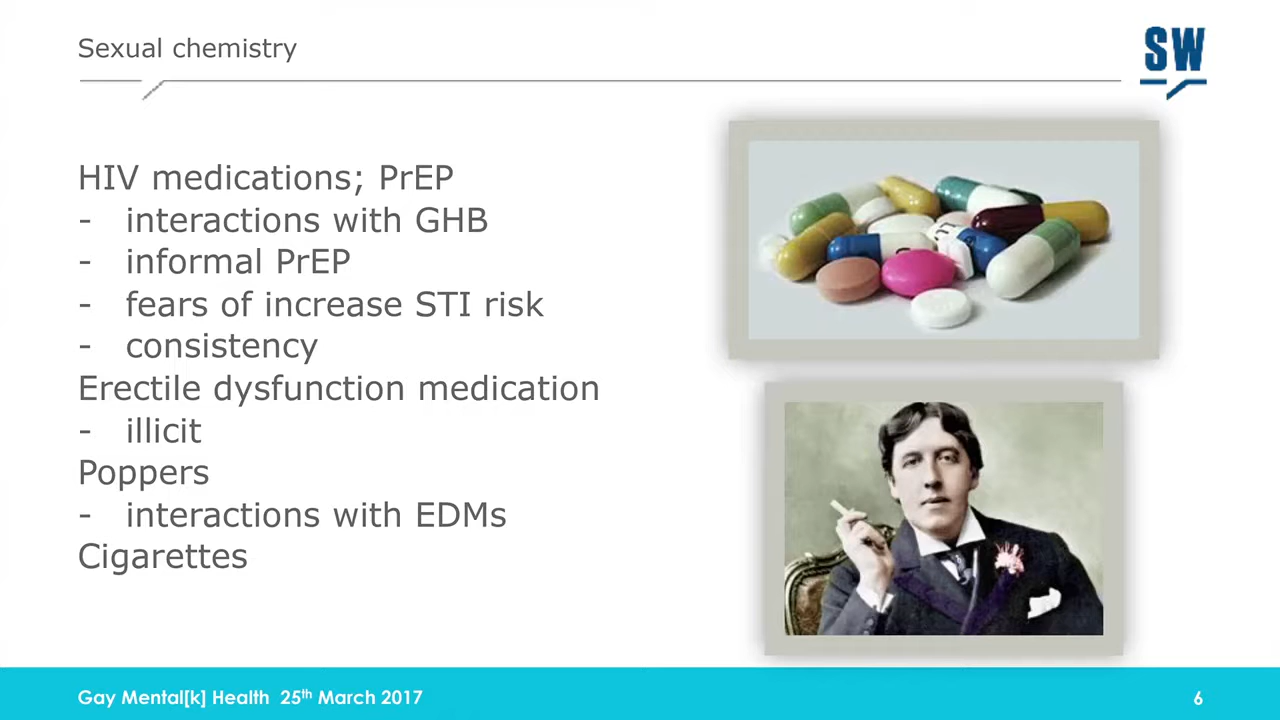 Sexual chemistry
SW
HIV medications; PrEP
- interactions with GHB
- informal PrEP
- fears of increase STI risk
- consistency
Erectile dysfunction medication
- illicit
Poppers
- interactions with EDMs
Cigarettes
Gay Mental[k] Health 25th March 2017
6